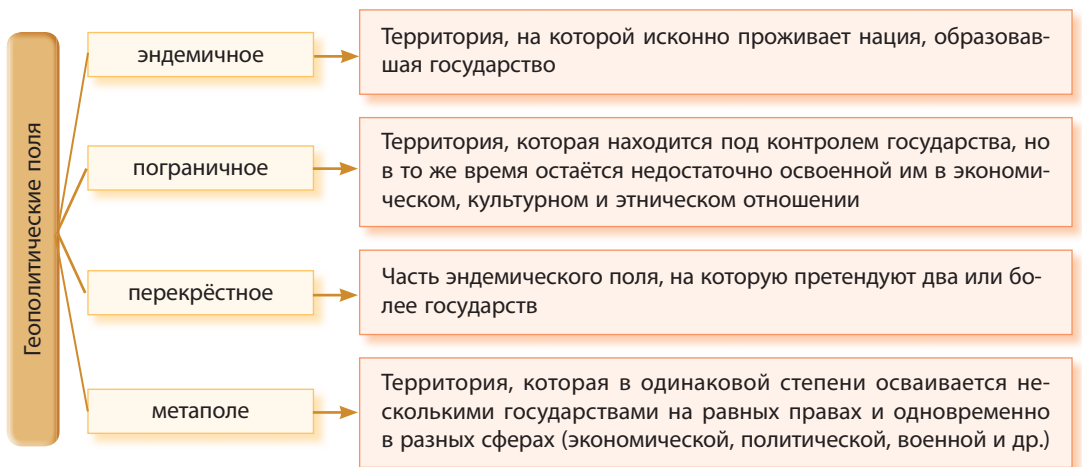 Геополитические поля
эндемичное
Территория, на которой исконно проживает нация, образовав-
шая государство
пограничное
Территория, которая находится под контролем государства, но
в то же время остаётся недостаточно освоенной им в экономи-
ческом, культурном и этническом отношении
перекрёстное
Часть эндемического поля, на которую претендуют два или бо-
лее государств
метаполе
Территория, которая в одинаковой степени осваивается не-
сколькими государствами на равных правах и одновременно
в разных сферах (экономической, политической, военной и др.)